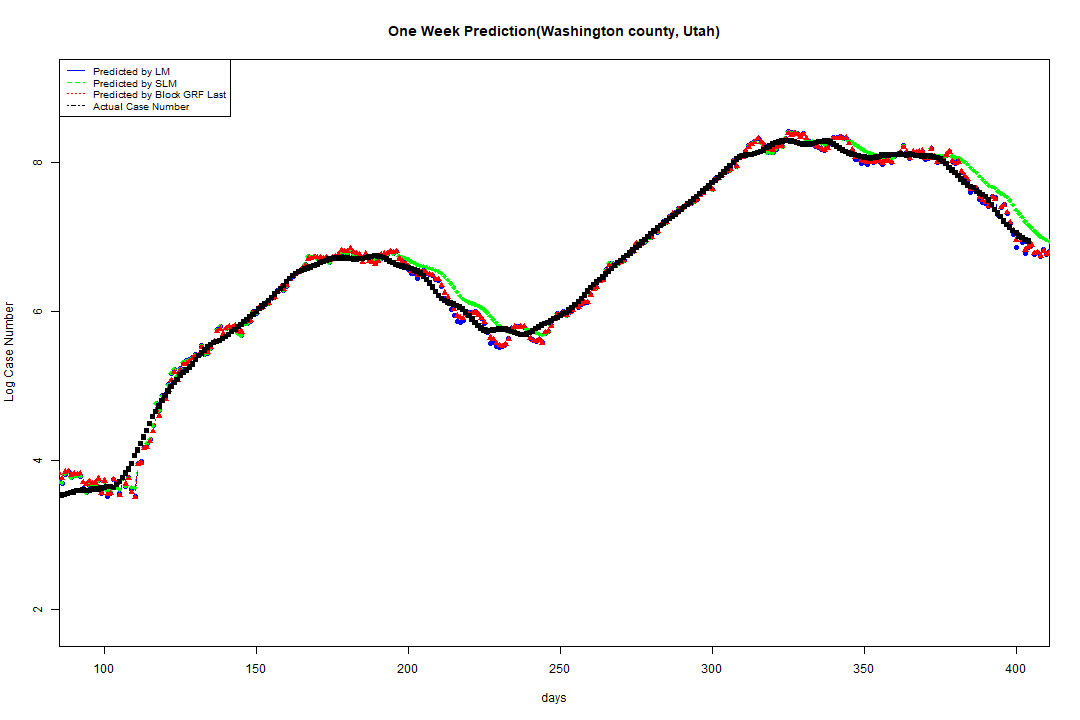 One Week Prediction(Washington county, Utah)
Predicted by LM
Predicted by SLM
Predicted by Block GRF Last
Actual Case Number
8
6
4
2
Log Case Number
100 150 200 250 300 350 400
days